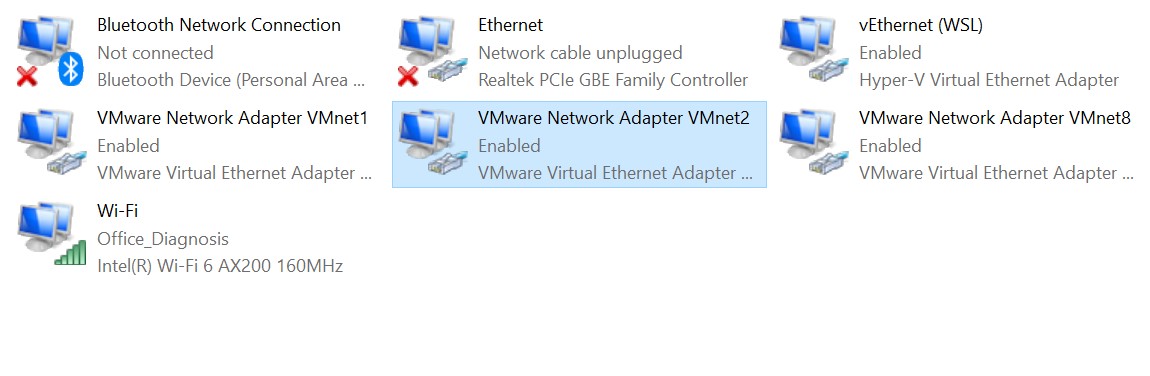 Bluetooth Network Connection
Not connected
Bluetooth Device (Personal Area ...
Ethernet
Network cable unplugged
Realtek PCIe GBE Family Controller
vEthernet (WSL)
Enabled
Hyper-V Virtual Ethernet Adapter
VMware Network Adapter VMnet1
Enabled
VMware Virtual Ethernet Adapter ...
VMware Network Adapter VMnet2
Enabled
VMware Virtual Ethernet Adapter ...
VMware Network Adapter VMnet8
Enabled
VMware Virtual Ethernet Adapter ...
Wi-Fi
Office_Diagnosis
Intel(R) Wi-Fi 6 AX200 160MHz